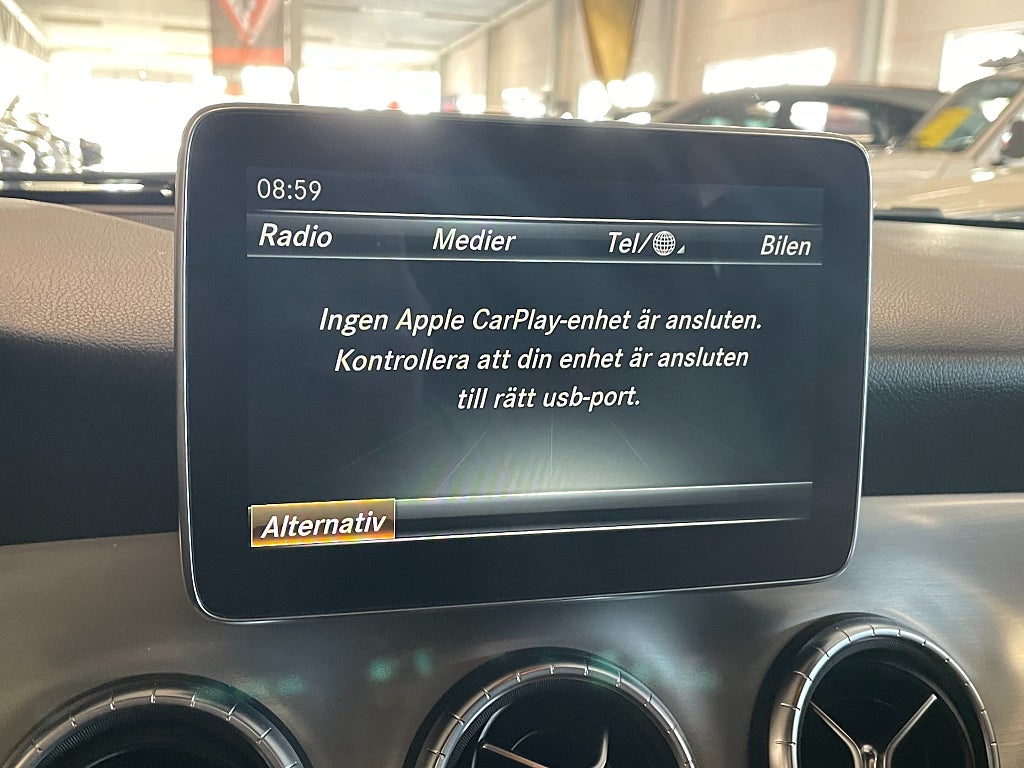 08:59
Radio Medier Tel/ Bilen
Ingen Apple CarPlay-enhet är ansluten.
Kontrollera att din enhet är ansluten
till rätt usb-port.
Alternativ